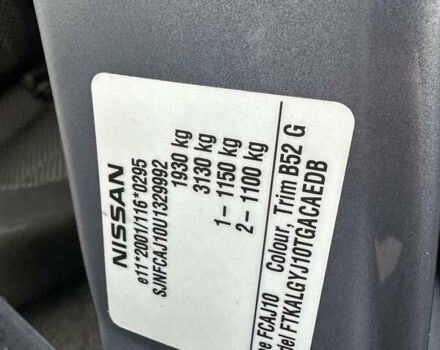 NISSAN
e11*2001/116*0295
SJNFCAJ10U1329992
1930 kg
3130 kg
1- 1150 kg
2- 1100 kg
FCAJ10 Colour, Trim B52 G
FTKALGYJ10TGACAEDB